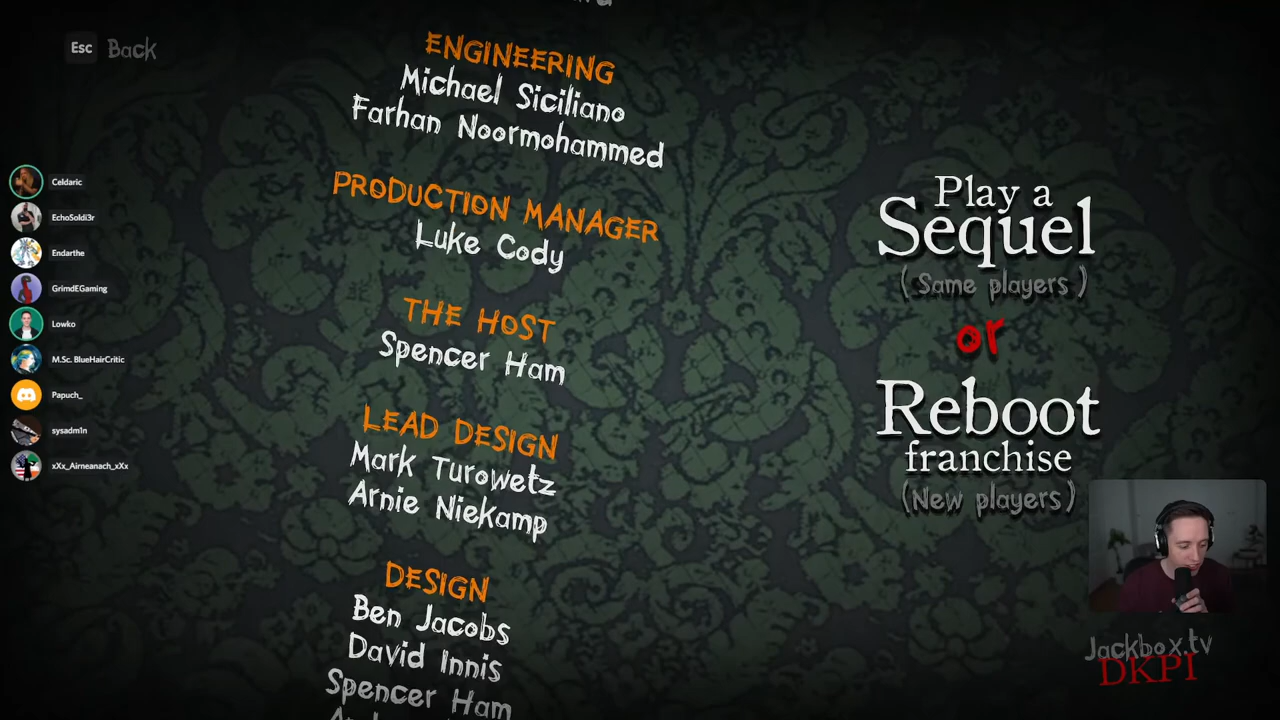 Esc Back
ENGINEERING
Michael Siciliano
Farhan Noormohammed
PRODUCTION MANAGER
Luke Cody
THE HOST
Spencer Ham
LEAD DESIGN
Mark Turowetz
Arnie Niekamp
DESIGN
Ben Jacobs
David Innis
Spencer Ham
Celdaric
EchoSoldi3r
Endarthe
GrimdEGaming
Lowko
M.Sc. BlueHairCritic
Papuch_
sysadm1n
xXx_Airneanach_xXx
Play a
Sequel
(Same players)
or
Reboot
franchise
(New players)
Jackbox.tv
DKPI